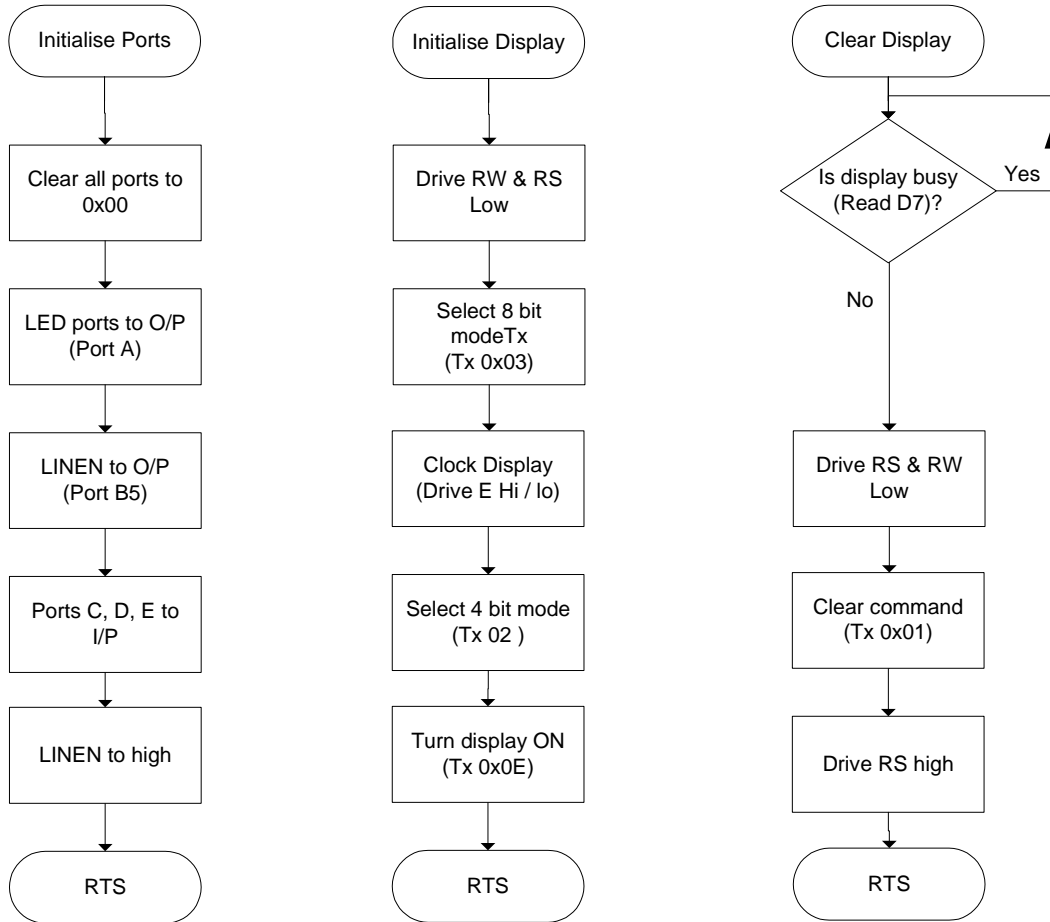 Initialise Ports
Clear all ports to
0x00
LED ports to O/P
(Port A)
LINEN to O/P
(Port B5)
Ports C, D, E to
I/P
LINEN to high
RTS
Initialise Display
Drive RW & RS
Low
Select 8 bit
modeTx
(Tx 0x03)
Clock Display
(Drive E Hi / lo)
Select 4 bit mode
(Tx 02 )
Turn display ON
(Tx 0x0E)
RTS
Clear Display
Is display busy
(Read D7)?
Yes
No
Drive RS & RW
Low
Clear command
(Tx 0x01)
Drive RS high
RTS